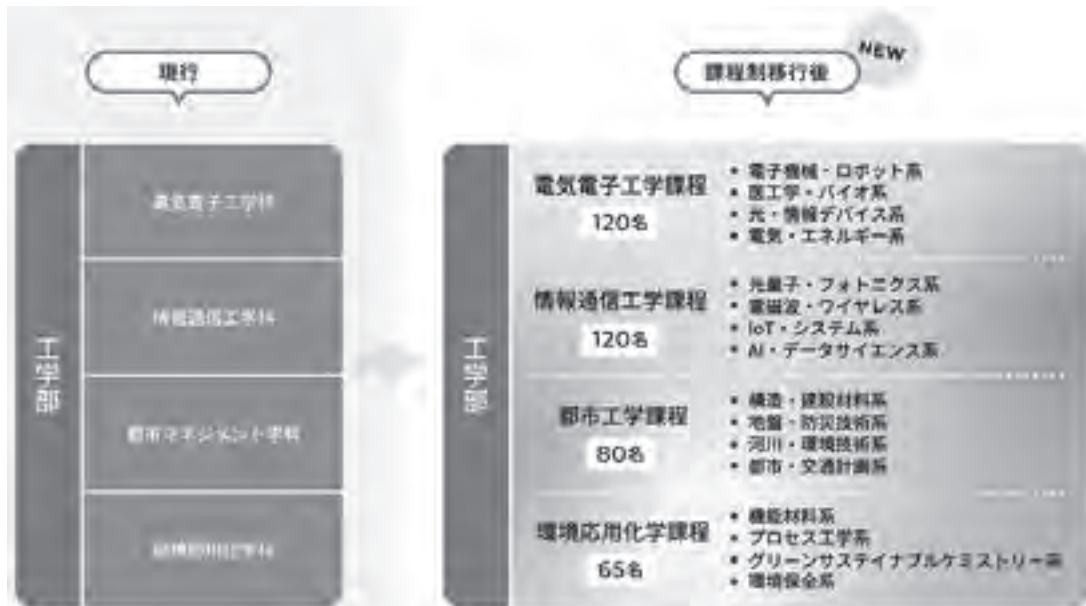 現行
工学部
電気電子工学科
情報通信工学科
都市マネジメント学科
環境応用化学科
NEW
課程制移行後
工学部
電気電子工学課程
120名
• 電子機械・ロボット系
• 医工学・バイオ系
• 光・情報デバイス系
• 電気・エネルギー系
情報通信工学課程
120名
• 光量子・フォトニクス系
• 電磁波・ワイヤレス系
• IoT・システム系
• AI・データサイエンス系
都市工学課程
80名
• 構造・建設材料系
• 地盤・防災技術系
• 河川・環境技術系
• 都市・交通計画系
環境応用化学課程
65名
• 機能材料系
• プロセス工学系
• グリーンサステイナブルケミストリー系
• 環境保全系